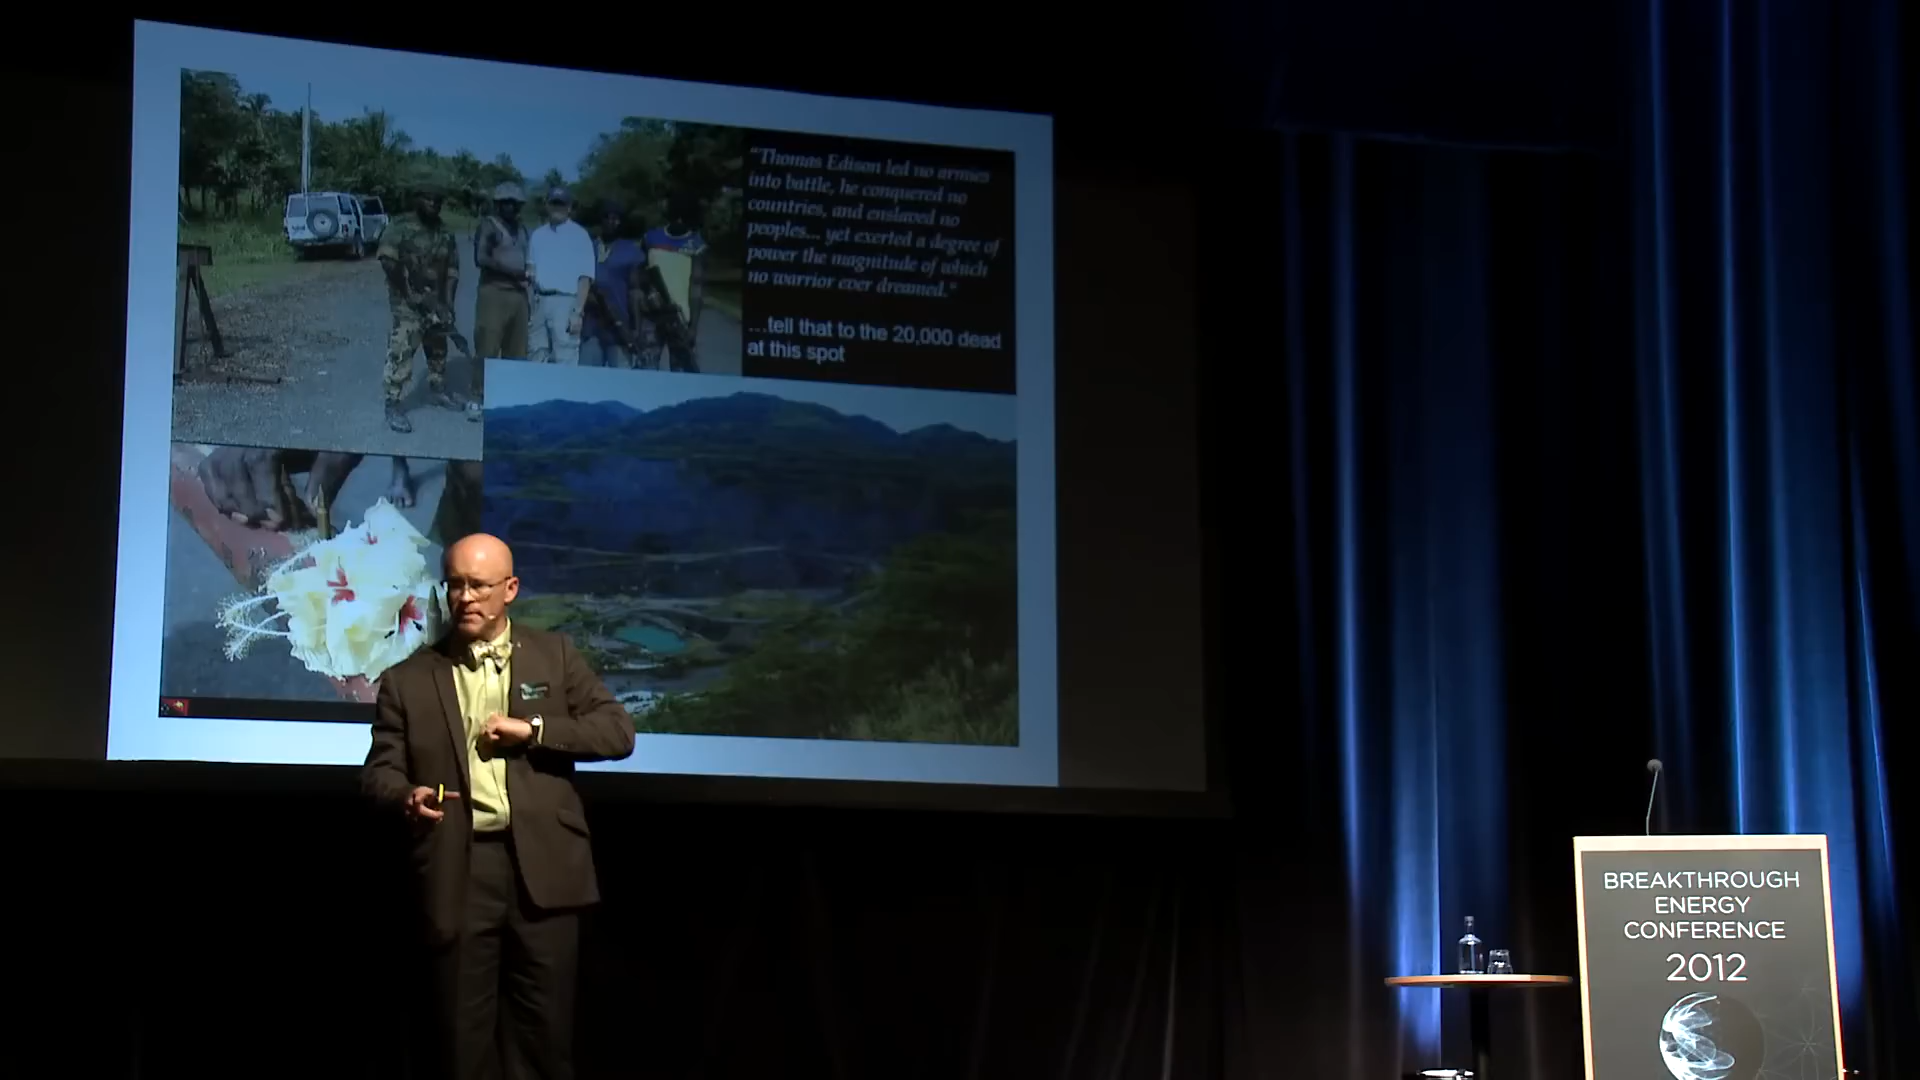 "Thomas Edison led no armies
into battle, he conquered no
countries, and enslaved no
peoples... yet exerted a degree of
power the magnitude of which
no warrior ever dreamed."
...tell that to the 20,000 dead
at this spot
BREAKTHROUGH
ENERGY
CONFERENCE
2012